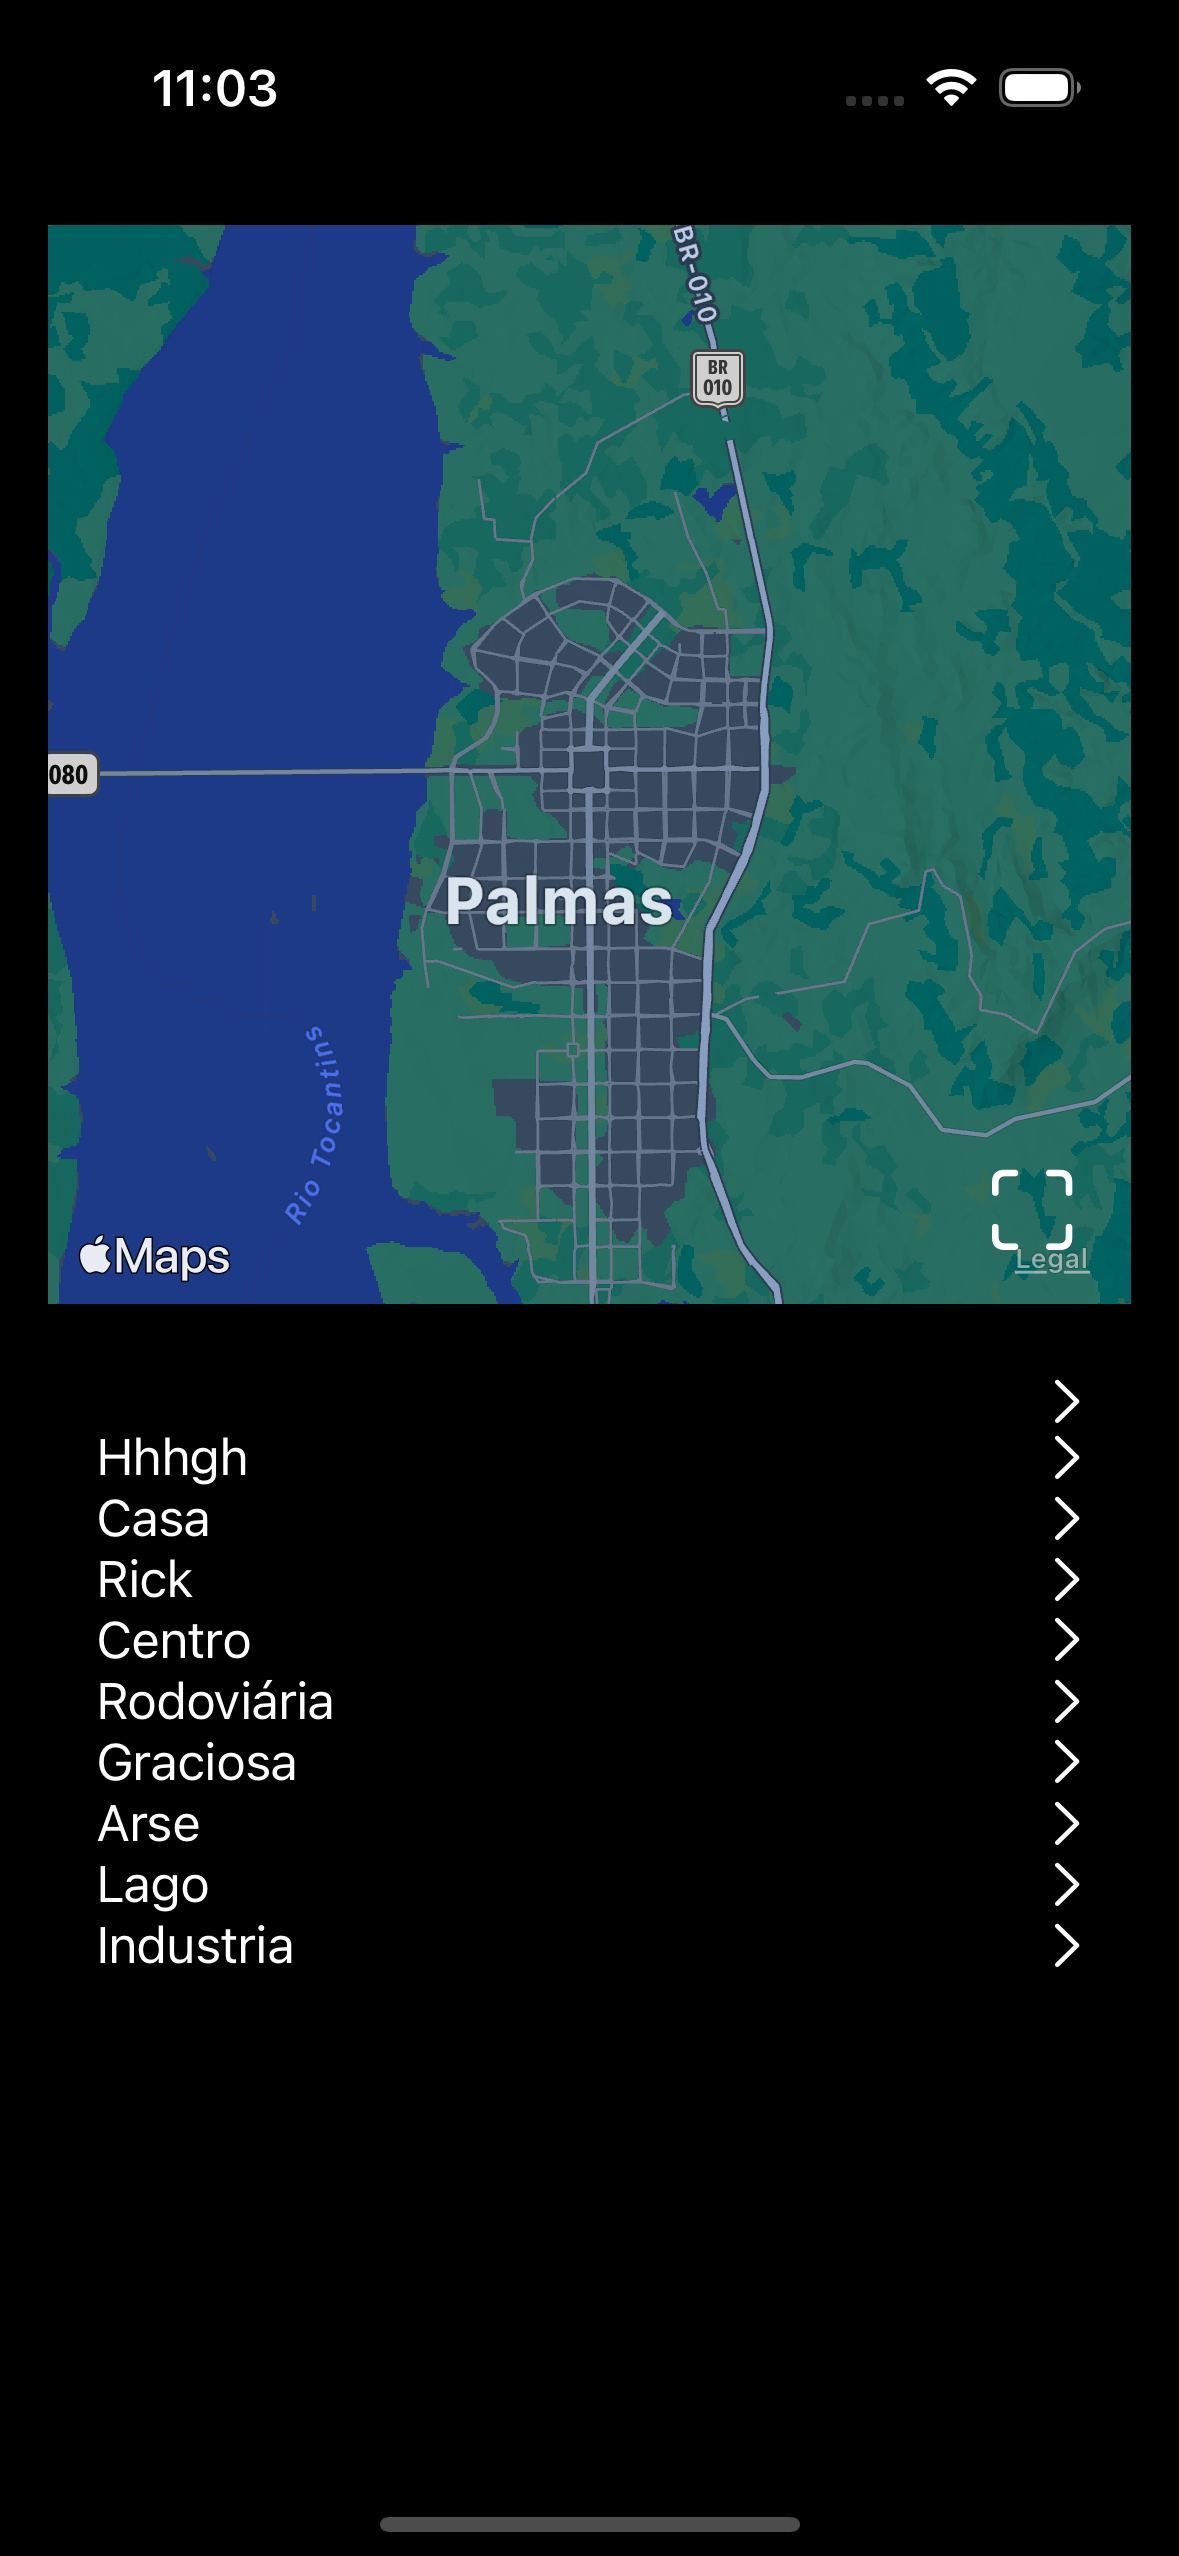 11:03
BR-010
BR
010
080
Palmas
Rio Tocantins
Maps
Legal
Hhhgh
Casa
Rick
Centro
Rodoviária
Graciosa
Arse
Lago
Industria